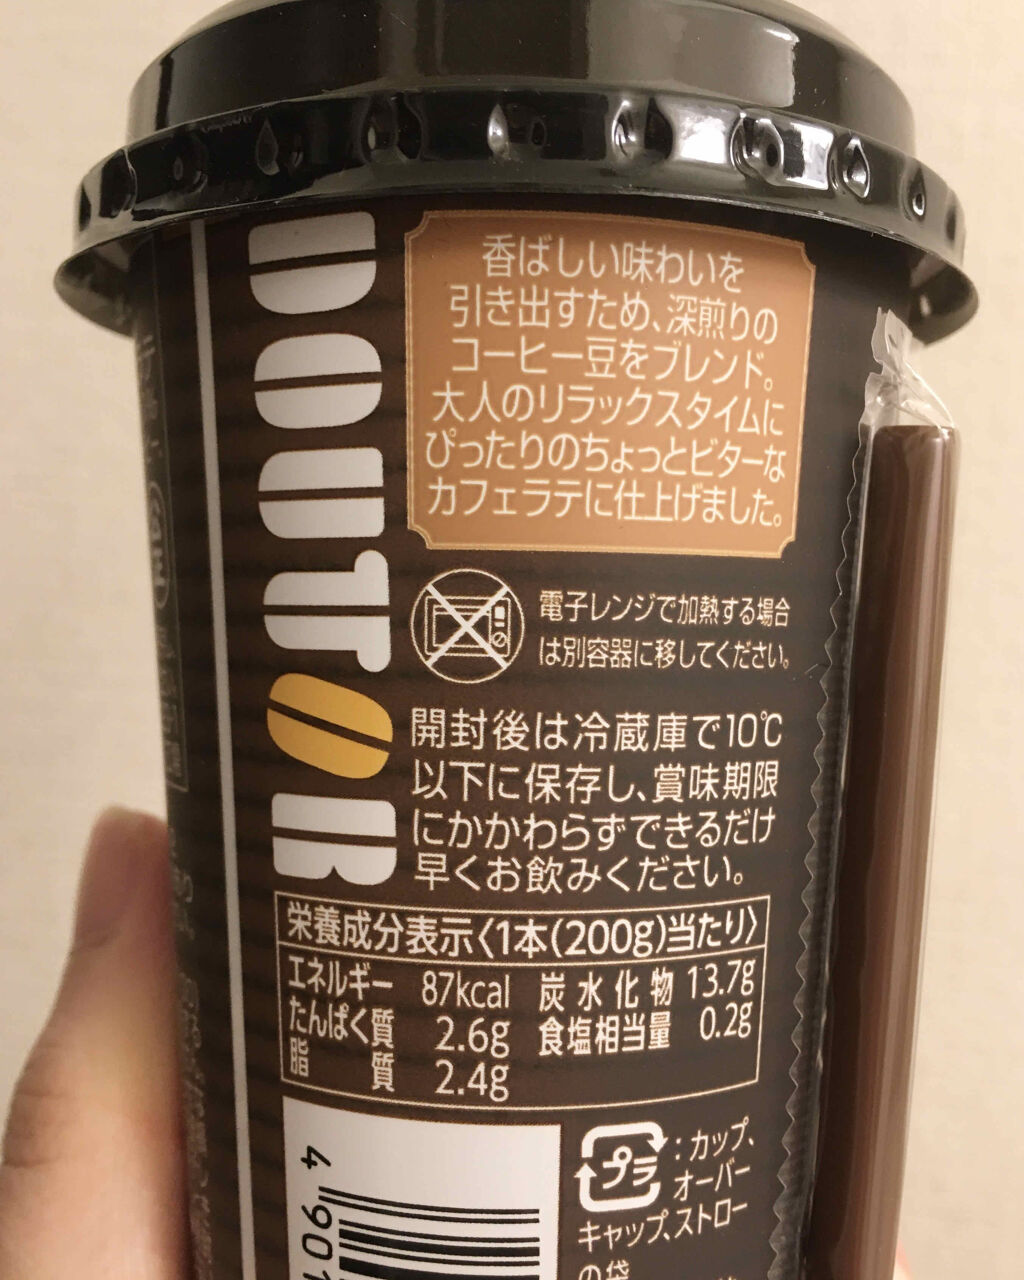 DOUTOR
香ばしい味わいを
引き出すため、深煎りの
コーヒー豆をブレンド。
大人のリラックスタイムに
ぴったりのちょっとビターな
カフェラテに仕上げました。
電子レンジで加熱する場合
は別容器に移してください。
開封後は冷蔵庫で10℃
以下に保存し、賞味期限
にかかわらずできるだけ
早くお飲みください。
栄養成分表示〈1本(200g)当たり〉
エネルギー 87kcal 炭水化物 13.7g
たんぱく質 2.6g 食塩相当量 0.2g
脂質 2.4g
4 901
プラ :カップ、
オーバー
キャップ、ストロー
の袋